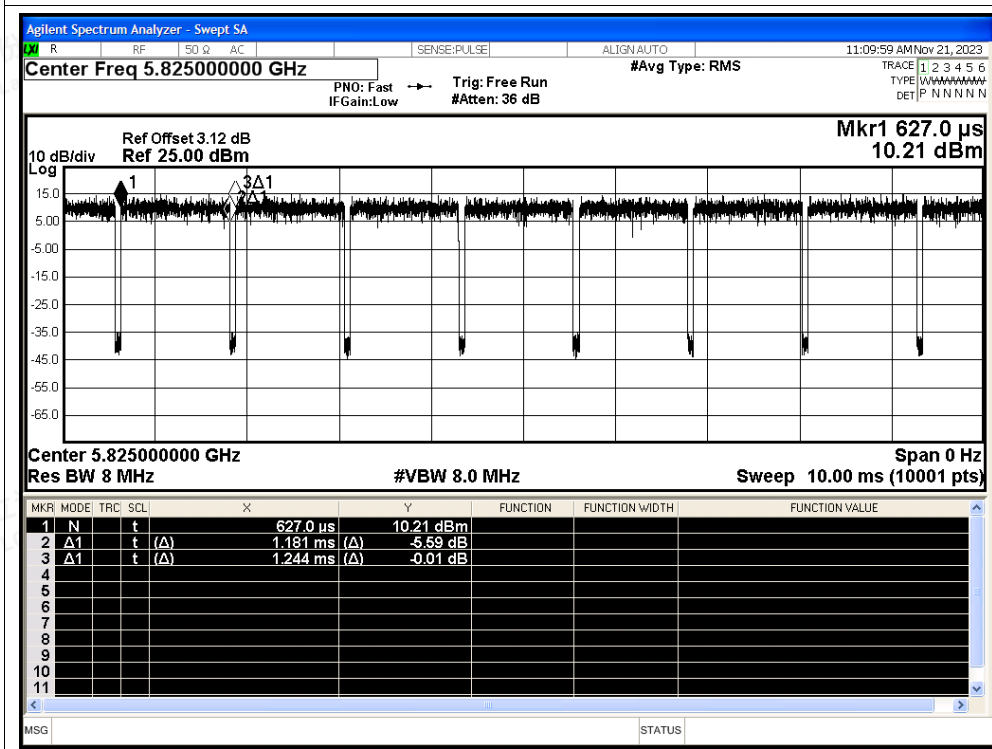 Agilent Spectrum Analyzer - Swept SA
LXI R RF 50 Ω AC SENSE:PULSE ALIGN AUTO 11:09:59 AM Nov 21, 2023
Center Freq 5.825000000 GHz #Avg Type: RMS TRACE 1 2 3 4 5 6
PNO: Fast Trig: Free Run TYPE WWWWWW
IFGain:Low #Atten: 36 dB DET P N N N N N
Mkr1 627.0 µs
Ref Offset 3.12 dB
10 dB/div Ref 25.00 dBm 10.21 dBm
Log
1 3Δ1
15.0 2Δ1
5.00
-5.00
-15.0
-25.0
-35.0
-45.0
-55.0
-65.0
Center 5.825000000 GHz Span 0 Hz
Res BW 8 MHz #VBW 8.0 MHz Sweep 10.00 ms (10001 pts)
MKR MODE TRC SCL X Y FUNCTION FUNCTION WIDTH FUNCTION VALUE
1 N t 627.0 µs 10.21 dBm
2 Δ1 t (Δ) 1.181 ms (Δ) -5.59 dB
3 Δ1 t (Δ) 1.244 ms (Δ) -0.01 dB
4
5
6
7
8
9
10
11
MSG STATUS